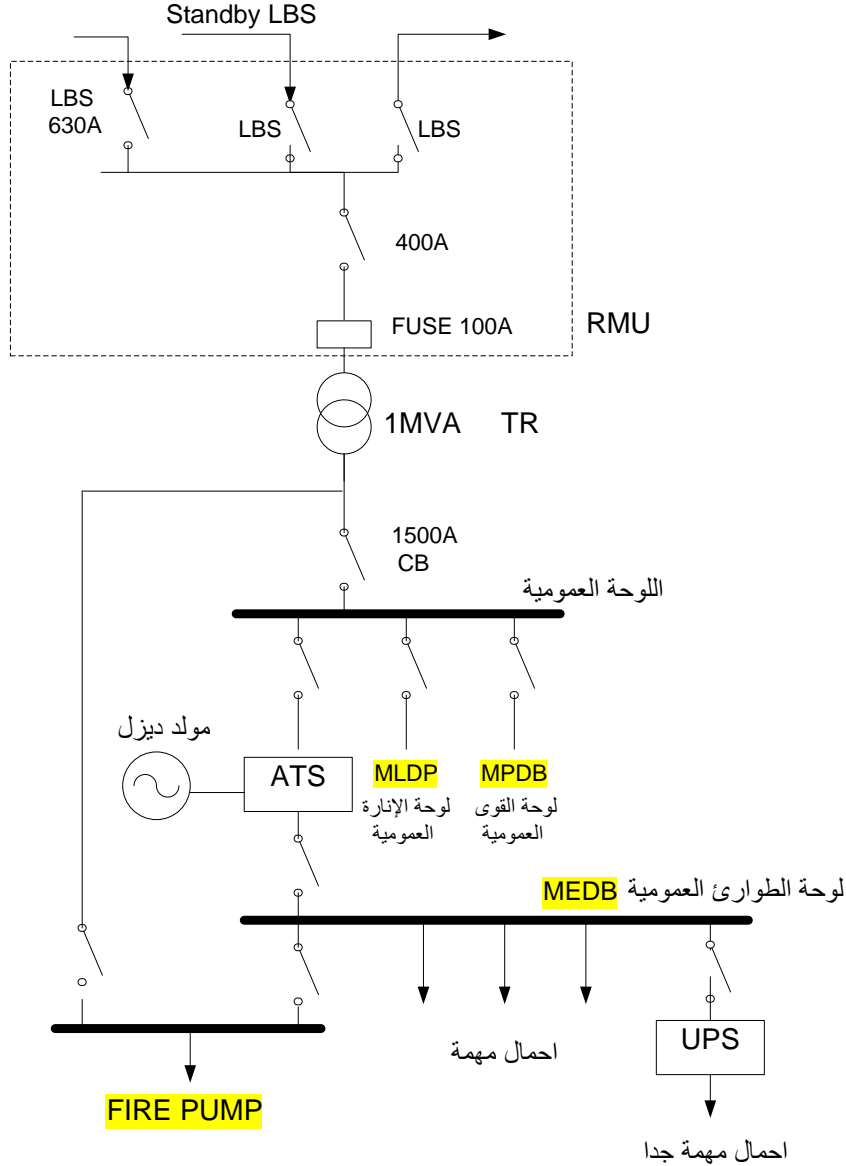 Standby LBS
LBS
630A
LBS
LBS
400A
FUSE 100A
RMU
1MVA TR
1500A
CB
اللوحة العمومية
مولد ديزل
ATS
MLDP
لوحة الإنارة
العمومية
MPDB
لوحة القوى
العمومية
MEDB لوحة الطوارئ العمومية
احمال مهمة
UPS
FIRE PUMP
احمال مهمة جدا